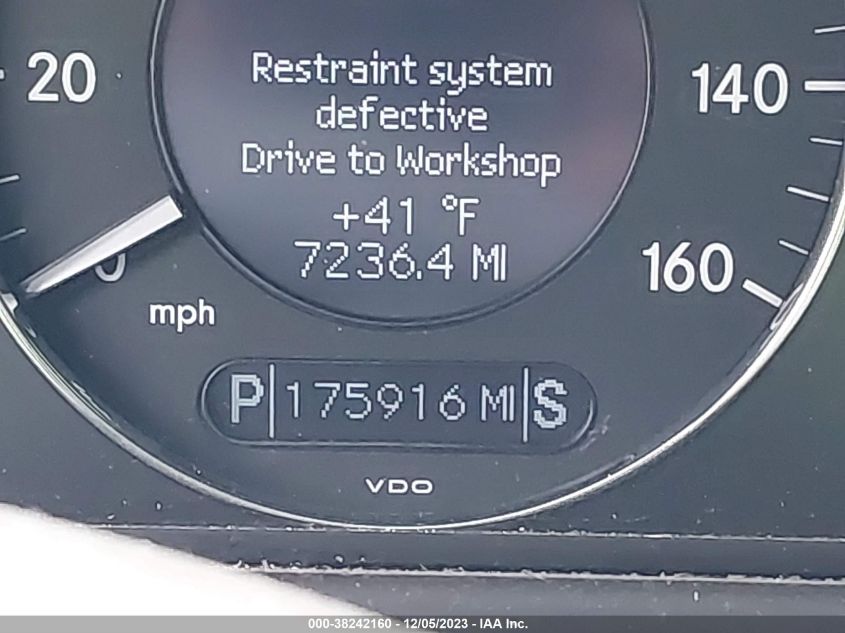 Restraint system
defective
Drive to Workshop
+41 °F
7236.4 MI
20
0
mph
140
160
P 175916 MI S
VDO
000-38242160 - 12/05/2023 - IAA Inc.